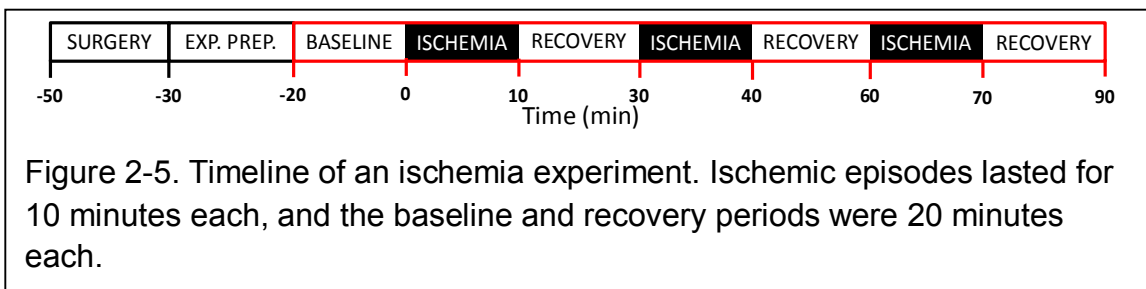 SURGERY EXP. PREP. BASELINE ISCHEMIA RECOVERY ISCHEMIA RECOVERY ISCHEMIA RECOVERY
-50 -30 -20 0 10 30 40 60 70 90
Time (min)
Figure 2-5. Timeline of an ischemia experiment. Ischemic episodes lasted for
10 minutes each, and the baseline and recovery periods were 20 minutes
each.